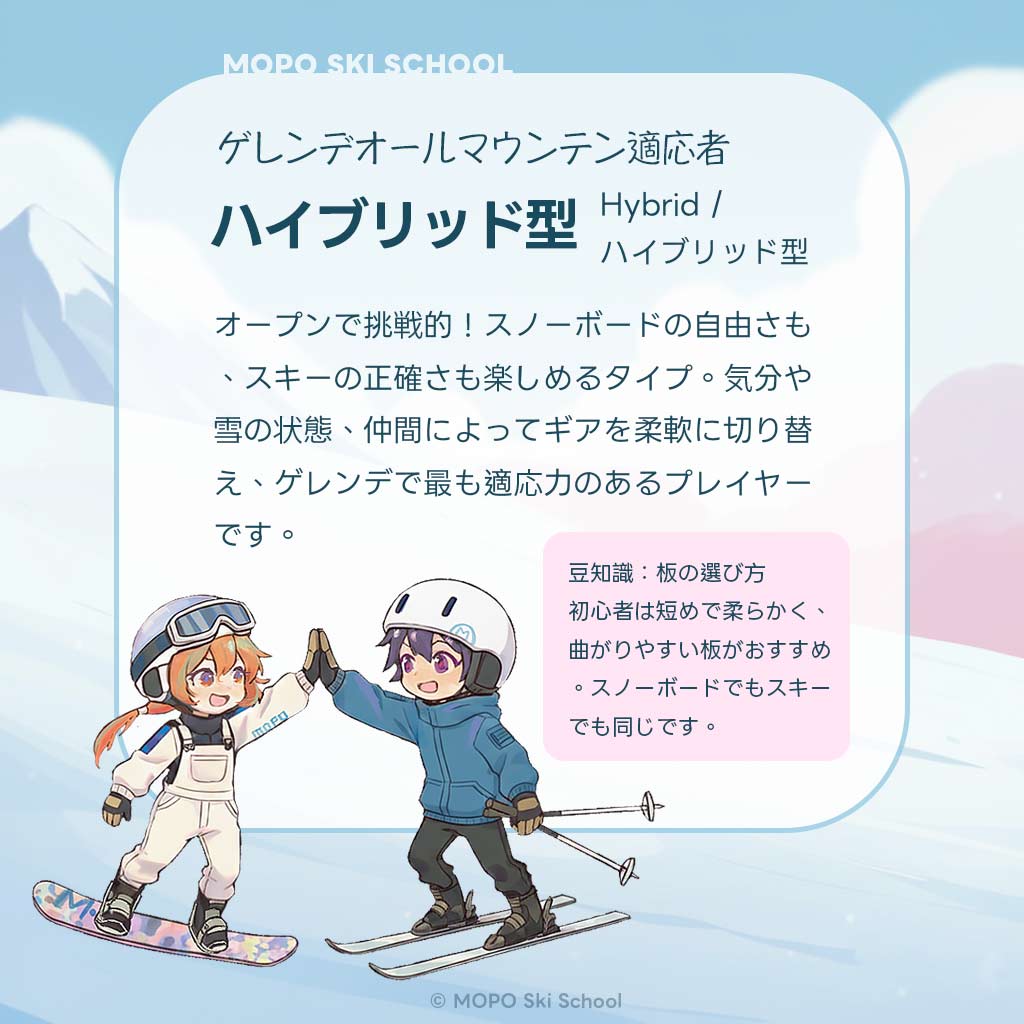 MOPO SKI SCHOOL
ゲレンデオールマウンテン適応者
ハイブリッド型
Hybrid /
ハイブリッド型
オープンで挑戦的！スノーボードの自由さも
、スキーの正確さも楽しめるタイプ。気分や
雪の状態、仲間によってギアを柔軟に切り替
え、ゲレンデで最も適応力のあるプレイヤー
です。
豆知識：板の選び方
初心者は短めで柔らかく、
曲がりやすい板がおすすめ
。スノーボードでもスキー
でも同じです。
MOPO
M
© MOPO Ski School